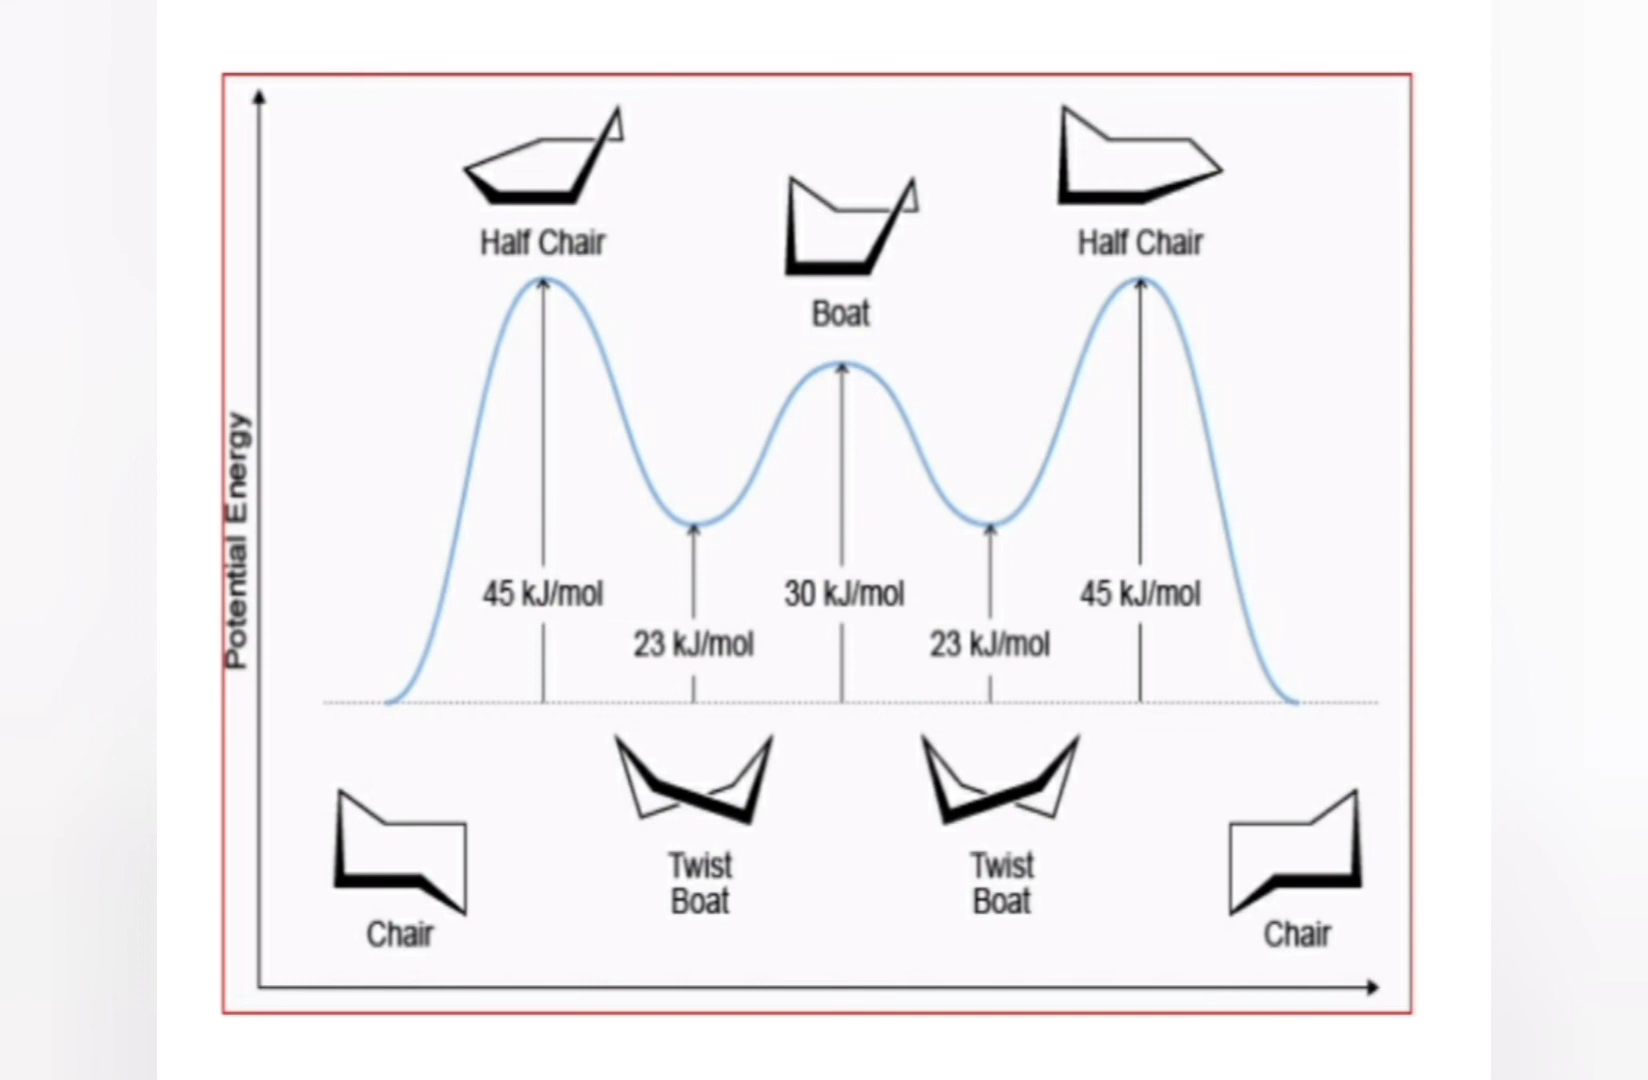 Half Chair
Half Chair
Boat
Potential Energy
45 kJ/mol
30 kJ/mol
45 kJ/mol
23 kJ/mol
23 kJ/mol
Twist
Boat
Twist
Boat
Chair
Chair